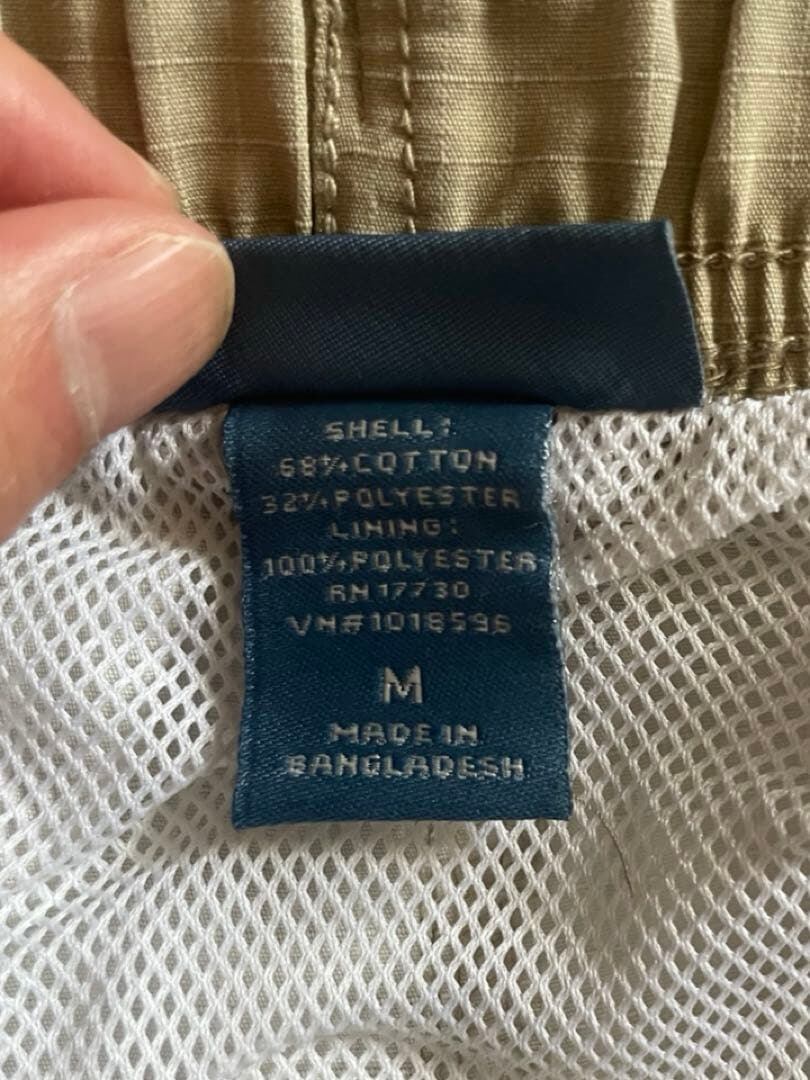 SHELL:
68% COTTON
32% POLYESTER
LINING:
100% POLYESTER
RN 17730
VN#1018596
M
MADE IN
BANGLADESH